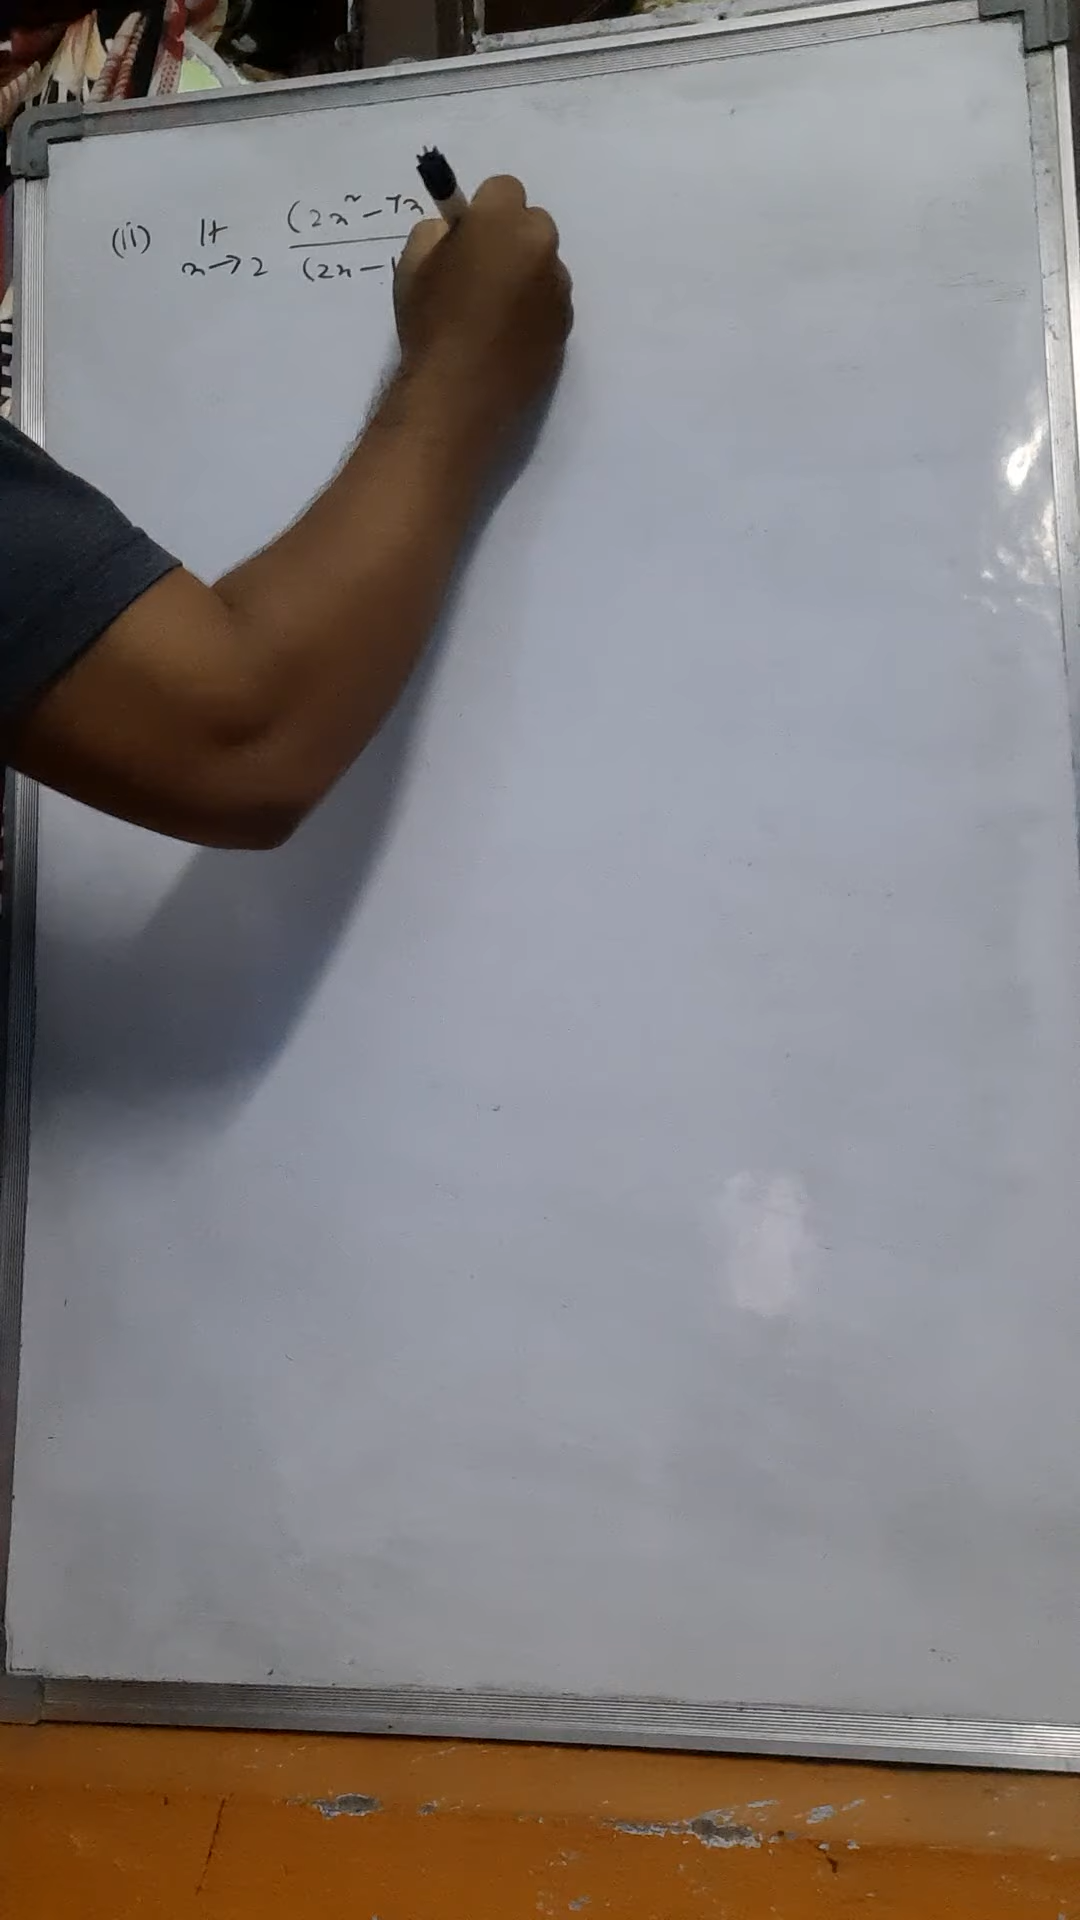 (ii) lt (2x² - 7x
x→2 (2x - 1